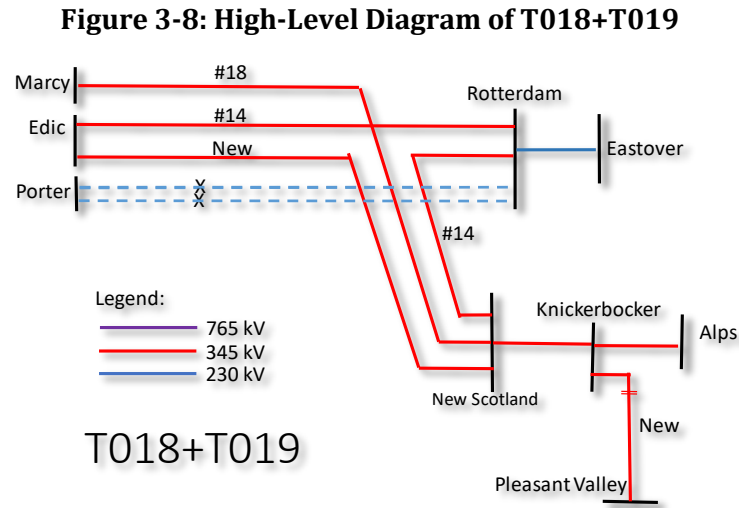 Figure 3-8: High-Level Diagram of T018+T019
#18
Marcy
Rotterdam
#14
Edic
New
Eastover
X
Porter
X
#14
Legend:
Knickerbocker
765 kV
Alps
345 kV
230 kV
New Scotland
New
T018+T019
Pleasant Valley